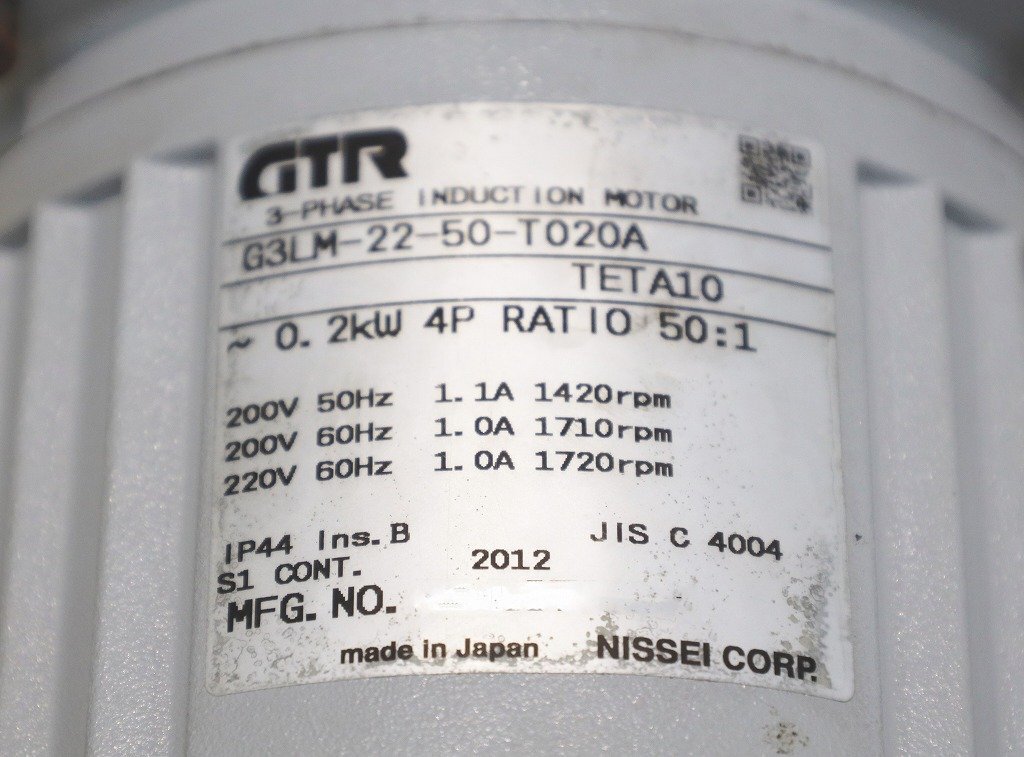 GTR
3-PHASE INDUCTION MOTOR
G3LM-22-50-T020A
TETA10
~ 0.2kW 4P RATIO 50:1
200V 50Hz 1.1A 1420rpm
200V 60Hz 1.0A 1710rpm
220V 60Hz 1.0A 1720rpm
IP44 Ins.B JIS C 4004
S1 CONT. 2012
MFG. NO.
made in Japan NISSEI CORP.